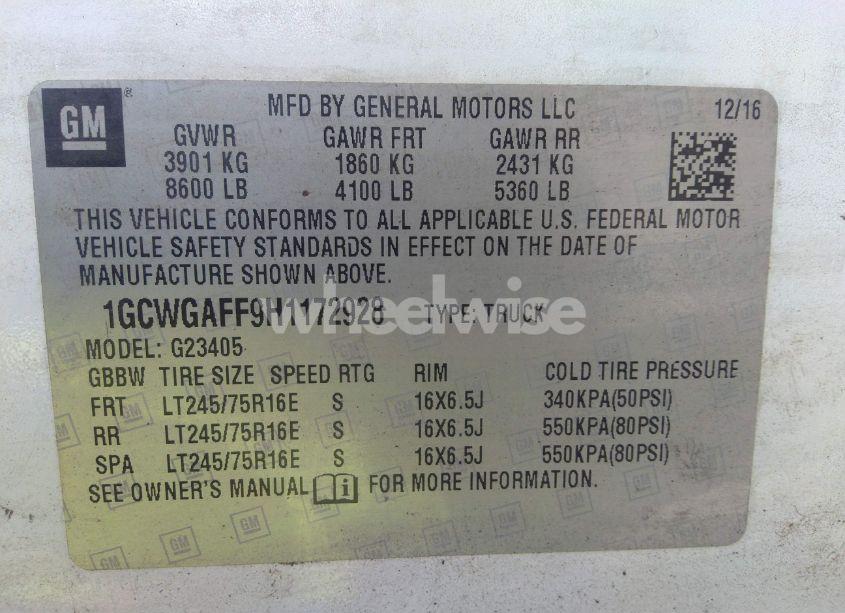 GM ® MFD BY GENERAL MOTORS LLC 12/16
GVWR GAWR FRT GAWR RR
3901 KG 1860 KG 2431 KG
8600 LB 4100 LB 5360 LB
THIS VEHICLE CONFORMS TO ALL APPLICABLE U.S. FEDERAL MOTOR
VEHICLE SAFETY STANDARDS IN EFFECT ON THE DATE OF
MANUFACTURE SHOWN ABOVE.
1GCWGAFF9H1172928 TYPE: TRUCK
wheelwise
MODEL: G23405
GBBW TIRE SIZE SPEED RTG RIM COLD TIRE PRESSURE
FRT LT245/75R16E S 16X6.5J 340KPA(50PSI)
RR LT245/75R16E S 16X6.5J 550KPA(80PSI)
SPA LT245/75R16E S 16X6.5J 550KPA(80PSI)
SEE OWNER'S MANUAL i FOR MORE INFORMATION.